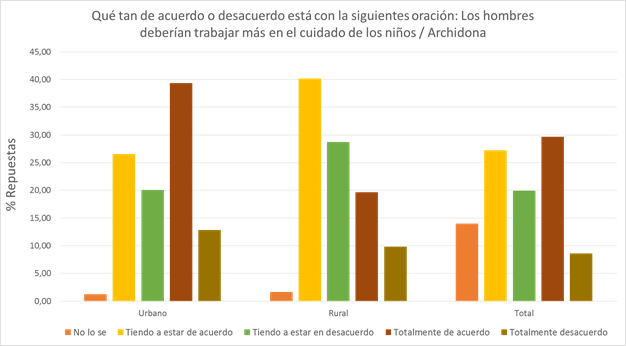 Qué tan de acuerdo o desacuerdo está con la siguientes oración: Los hombres
deberían trabajar más en el cuidado de los niños / Archidona
45,00
40,00
35,00
30,00
25,00
20,00
15,00
10,00
5,00
0,00
% Repuestas
Urbano
Rural
Total
No lo se
Tiendo a estar de acuerdo
Tiendo a estar en desacuerdo
Totalmente de acuerdo
Totalmente desacuerdo